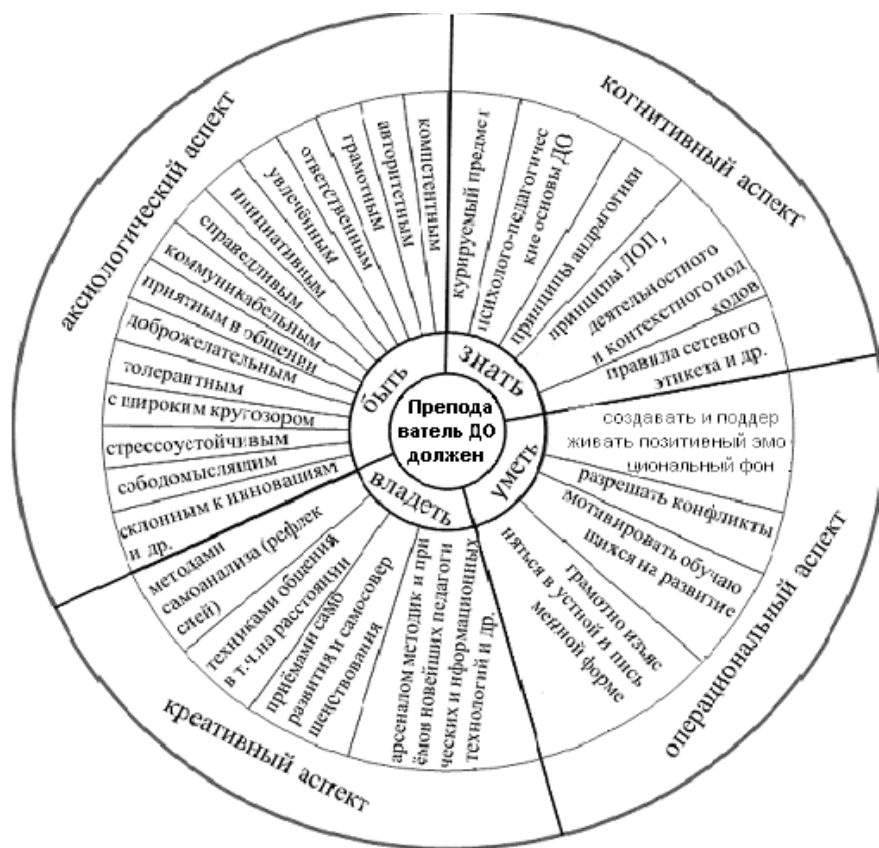 Препода
ватель ДО
должен
быть
знать
уметь
владеть
аксиологический аспект
компетентным
авторитетным
грамотным
ответственным
увлечённым
инициативным
справедливым
коммуникабельным
приятным в общении
доброжелательным
толерантным
с широким кругозором
стрессоустойчивым
сободомыслящим
склонным к инновациям
и др.
когнитивный аспект
курируемый предмет
психолого-педагогичес
кие основы ДО
принципы андрагогики
принципы ЛОП,
деятельностного
и контекстного под
ходов
правила сетевого
этикета и др.
операциональный аспект
создавать и поддер
живать позитивный эмо
циональный фон
разрешать конфликты
мотивировать обучаю
щихся на развитие
грамотно изъяс
няться в устной и пись
менной форме
креативный аспект
арсеналом методик и при
ёмов новейших педагоги
ческих и нформационных
технологий и др.
приёмами само
развития и самосовер
шенствования
техниками общения
в т.ч.на расстоянии
методами
самоанализа (рефлек
сией)